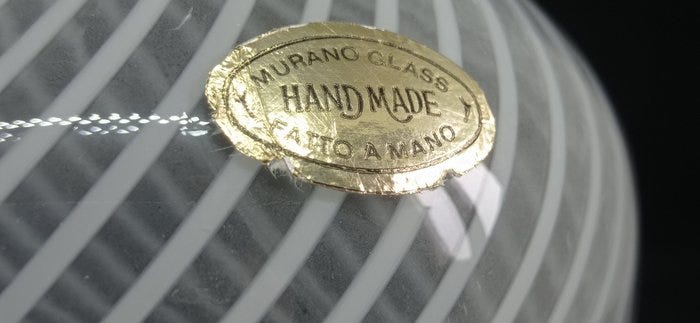 MURANO GLASS
HAND MADE
FATTO A MANO